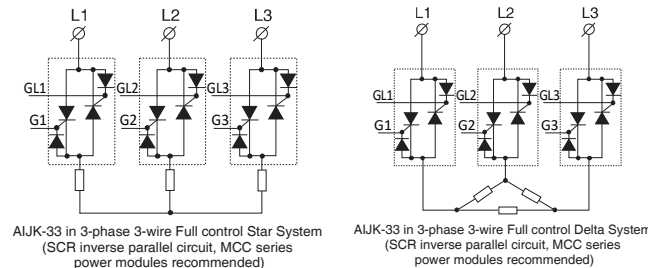 L1 L2 L3
GL1 GL2 GL3
G1 G2 G3
AIJK-33 in 3-phase 3-wire Full control Star System
(SCR inverse parallel circuit, MCC series
power modules recommended)
L1 L2 L3
GL1 GL2 GL3
G1 G2 G3
AIJK-33 in 3-phase 3-wire Full control Delta System
(SCR inverse parallel circuit, MCC series
power modules recommended)